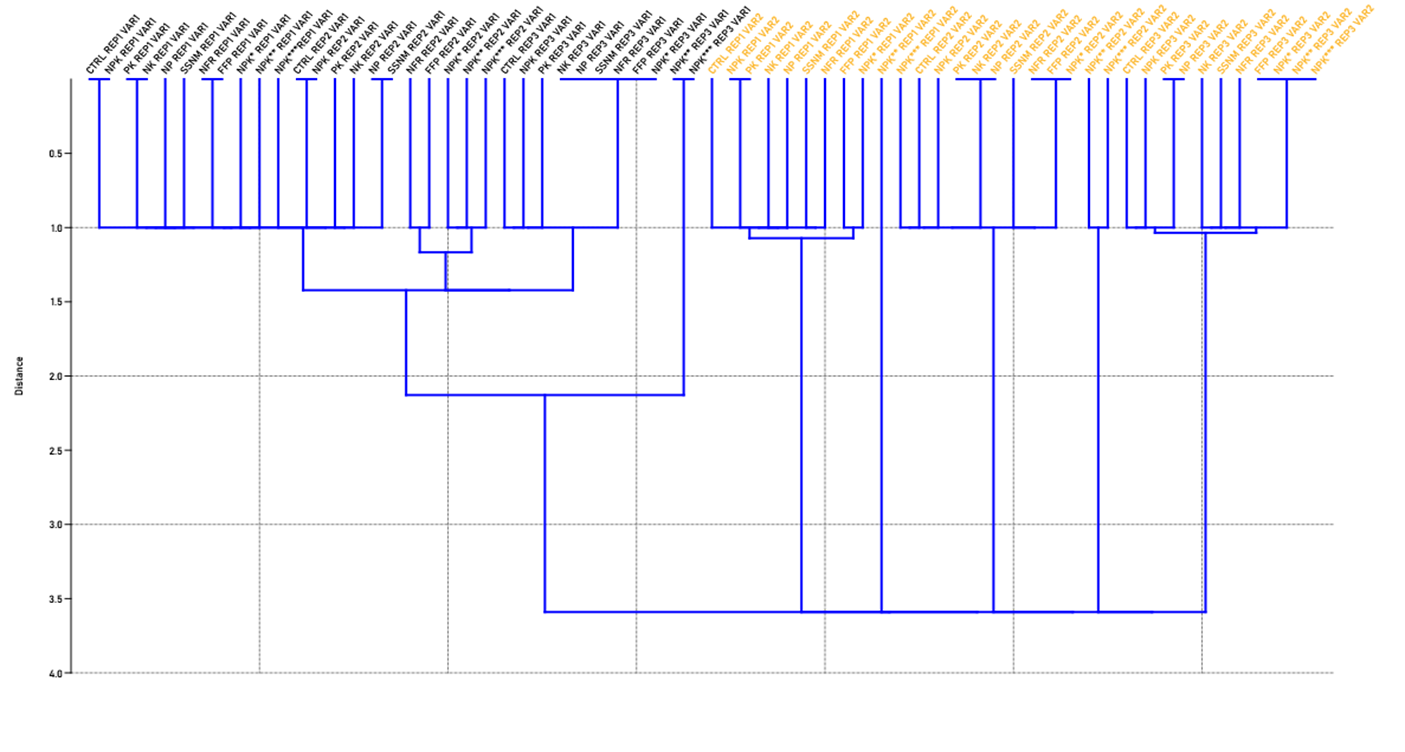 CTRL REP1 VAR1
NPK REP1 VAR1
PK REP1 VAR1
NK REP1 VAR1
NP REP1 VAR1
SSNM REP1 VAR1
NFR REP1 VAR1
FFP REP1 VAR1
NPK* REP1 VAR1
NPK** REP1 VAR1
NPK***REP1 VAR1
CTRL REP2 VAR1
NPK REP2 VAR1
PK REP2 VAR1
NK REP2 VAR1
NP REP2 VAR1
SSNM REP2 VAR1
NFR REP2 VAR1
FFP REP2 VAR1
NPK* REP2 VAR1
NPK** REP2 VAR1
NPK*** REP2 VAR1
CTRL REP3 VAR1
NPK REP3 VAR1
PK REP3 VAR1
NK REP3 VAR1
NP REP3 VAR1
SSNM REP3 VAR1
NFR REP3 VAR1
FFP REP3 VAR1
NPK* REP3 VAR1
NPK** REP3 VAR1
NPK*** REP3 VAR1
CTRL REP1 VAR2
NPK REP1 VAR2
PK REP1 VAR2
NK REP1 VAR2
NP REP1 VAR2
SSNM REP1 VAR2
NFR REP1 VAR2
FFP REP1 VAR2
NPK* REP1 VAR2
NPK** REP1 VAR2
NPK*** REP1 VAR2
CTRL REP2 VAR2
NPK REP2 VAR2
PK REP2 VAR2
NK REP2 VAR2
NP REP2 VAR2
SSNM REP2 VAR2
NFR REP2 VAR2
FFP REP2 VAR2
NPK* REP2 VAR2
NPK** REP2 VAR2
NPK*** REP2 VAR2
CTRL REP3 VAR2
NPK REP3 VAR2
PK REP3 VAR2
NP REP3 VAR2
NK REP3 VAR2
SSNM REP3 VAR2
NFR REP3 VAR2
FFP REP3 VAR2
NPK* REP3 VAR2
NPK** REP3 VAR2
NPK*** REP3 VAR2
0.5
1.0
1.5
2.0
2.5
3.0
3.5
4.0
Distance